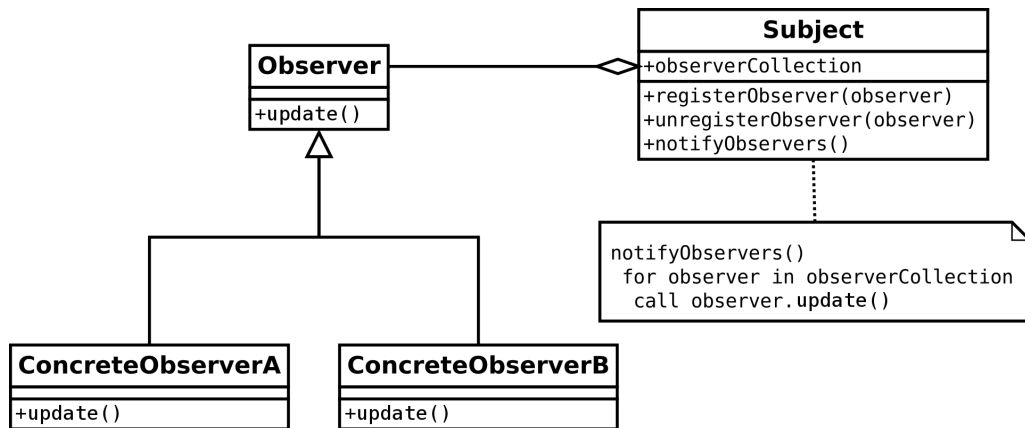 Subject
+observerCollection
+registerObserver(observer)
+unregisterObserver(observer)
+notifyObservers()
Observer
+update()
notifyObservers()
for observer in observerCollection
call observer.update()
ConcreteObserverA
+update()
ConcreteObserverB
+update()